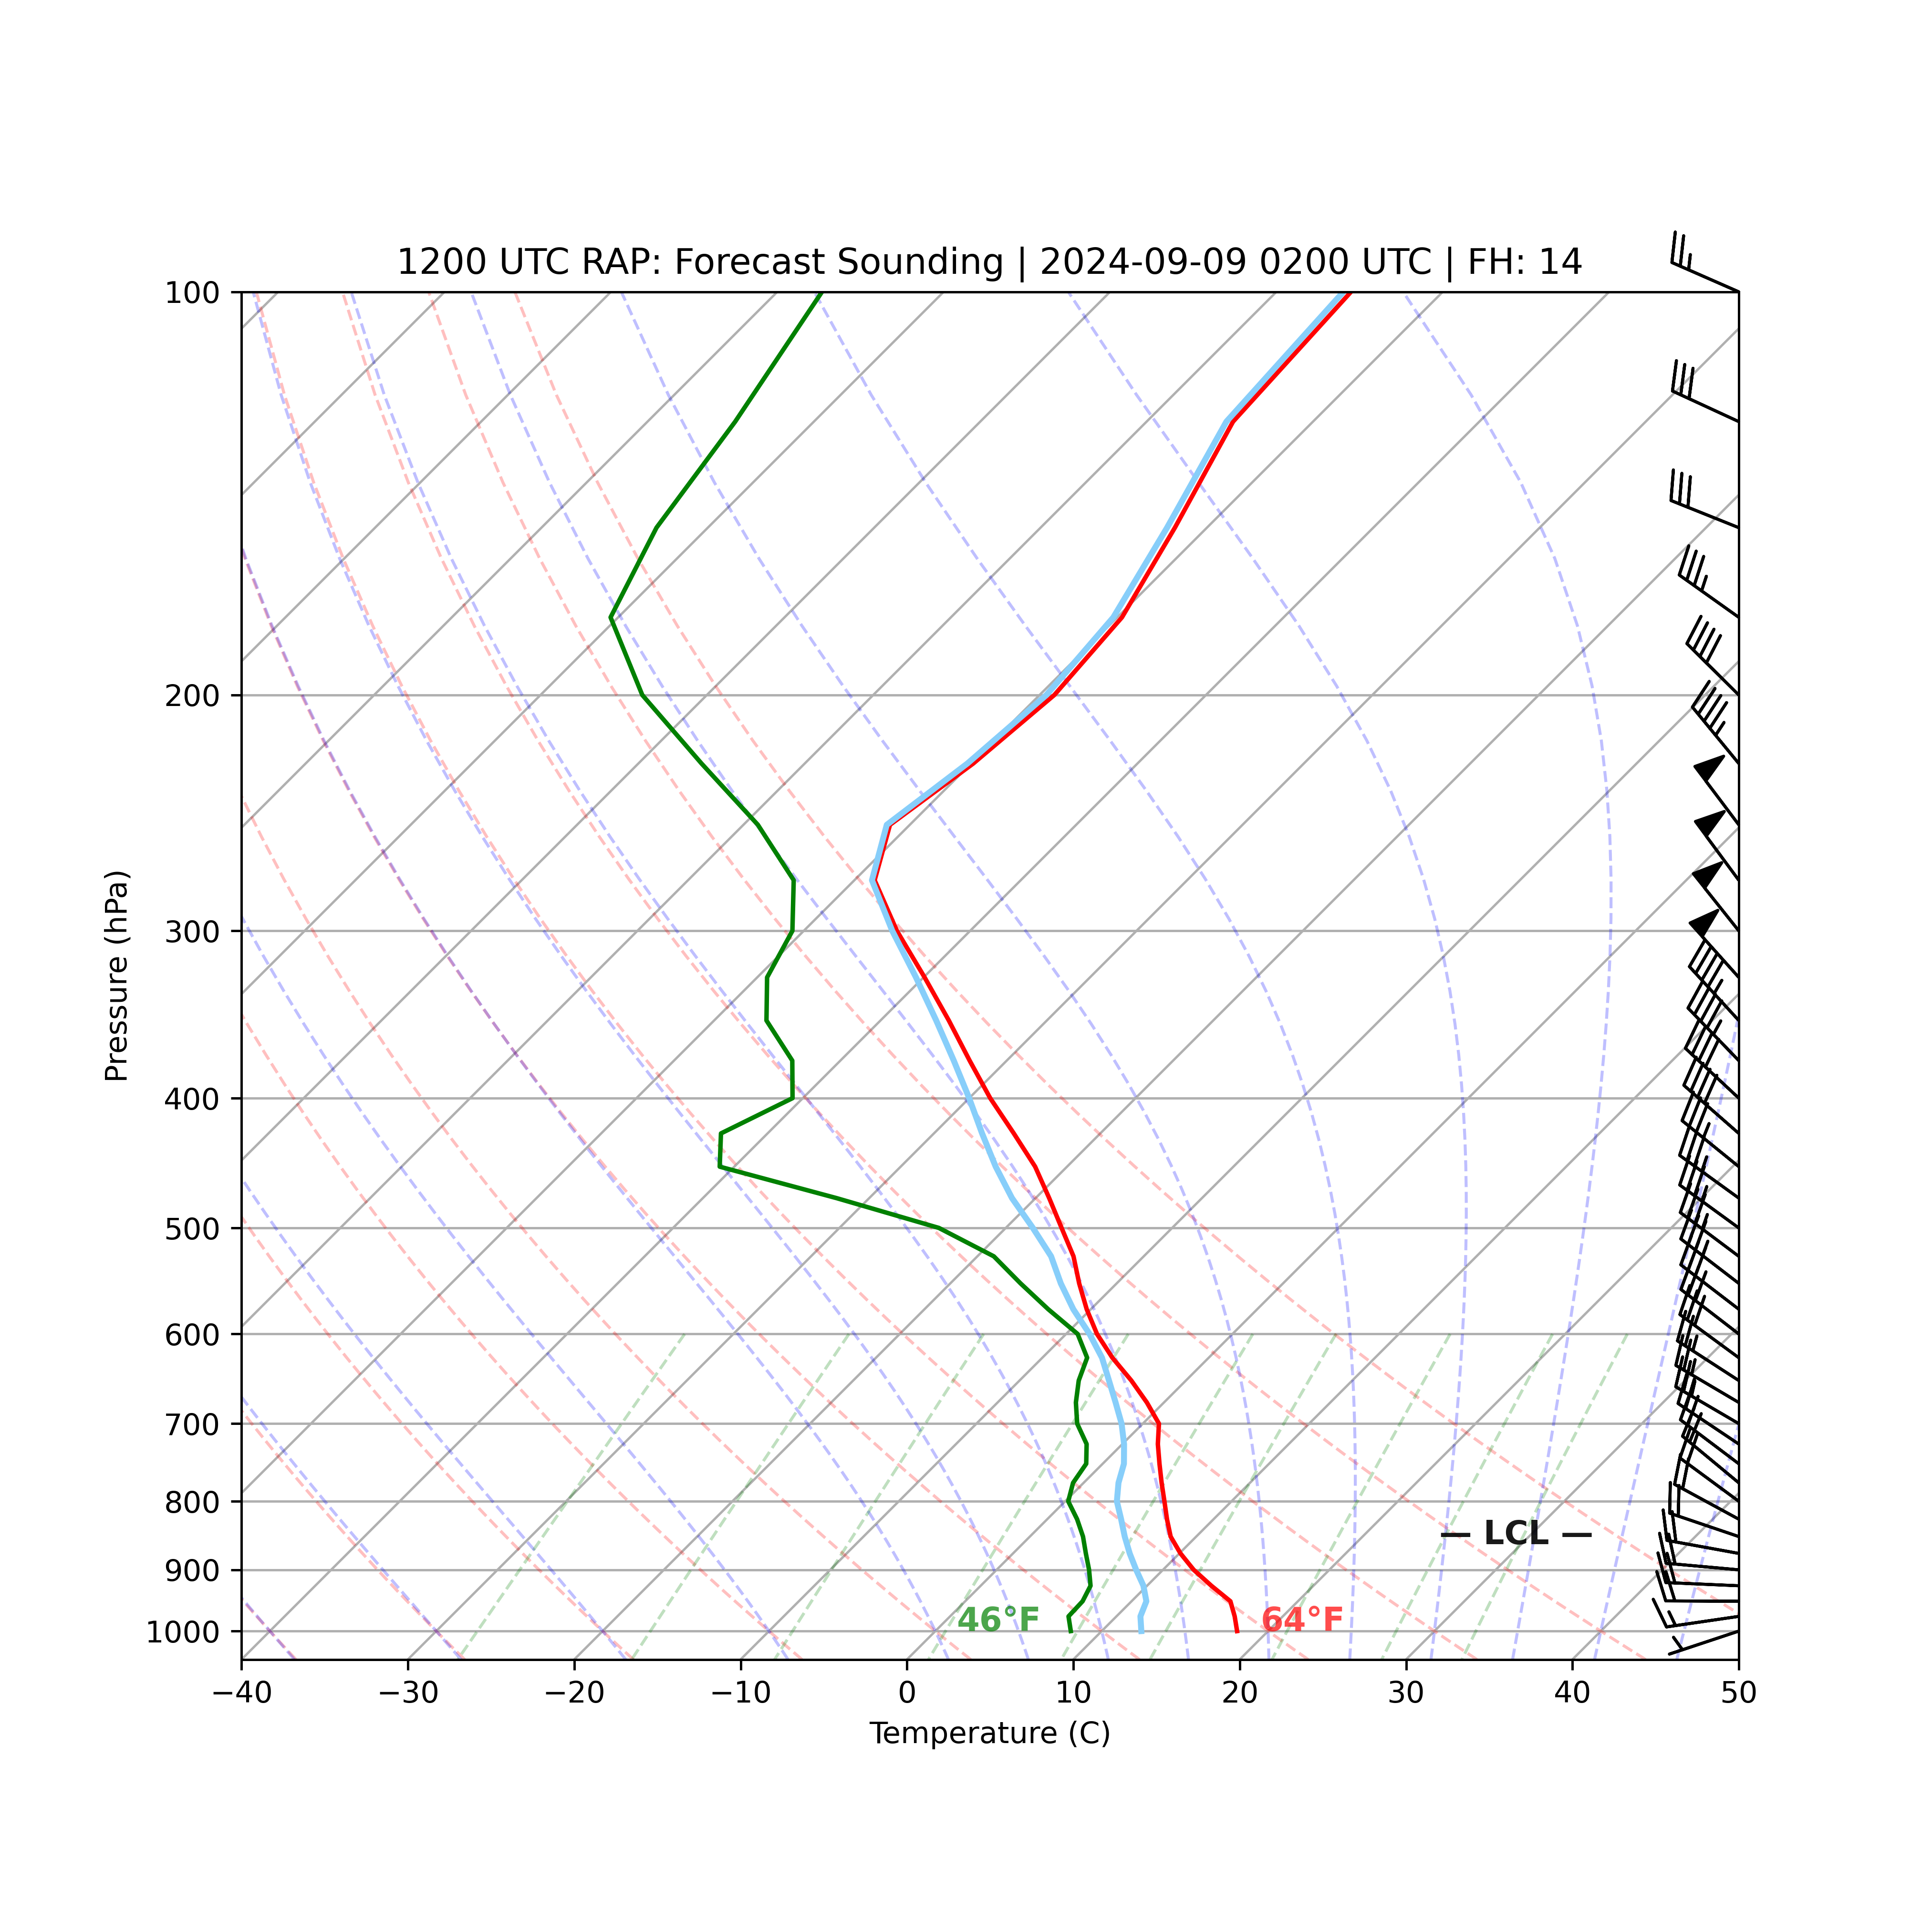 1200 UTC RAP: Forecast Sounding | 2024-09-09 0200 UTC | FH: 14
100
200
300
400
500
600
700
800
900
1000
Pressure (hPa)
— LCL —
46°F
64°F
−40 −30 −20 −10 0 10 20 30 40 50
Temperature (C)